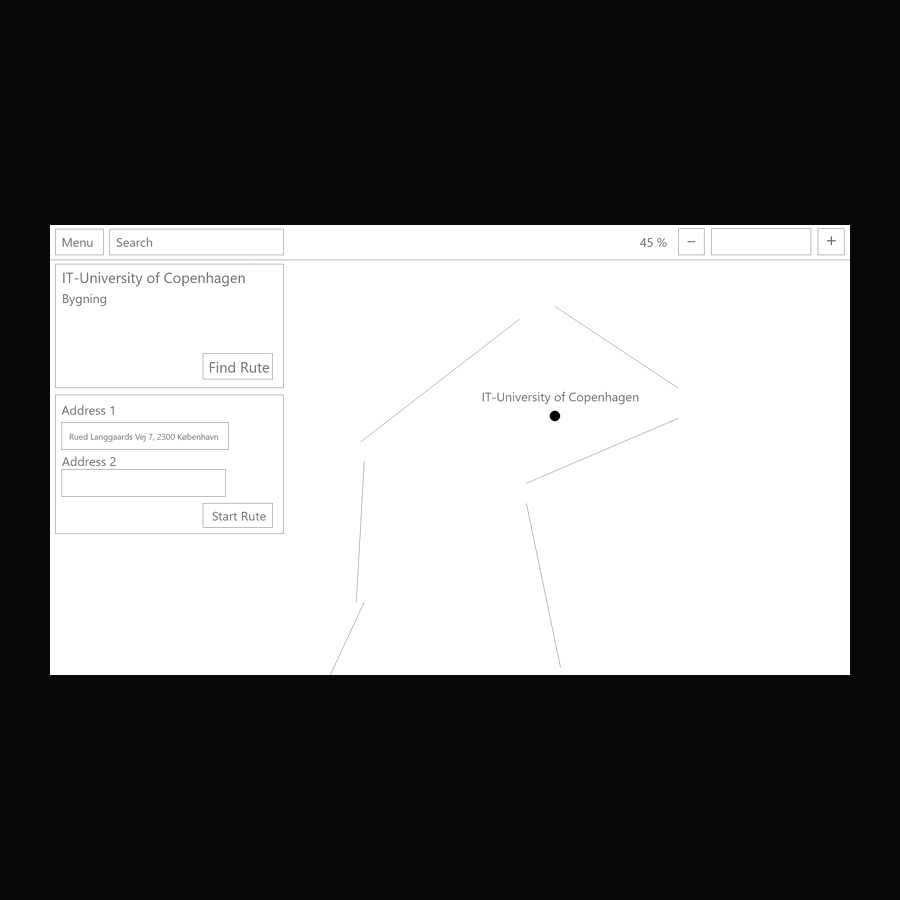 Menu
Search
45 %
−
+
IT-University of Copenhagen
Bygning
Find Rute
Address 1
Rued Langgaards Vej 7, 2300 København
Address 2
Start Rute
IT-University of Copenhagen